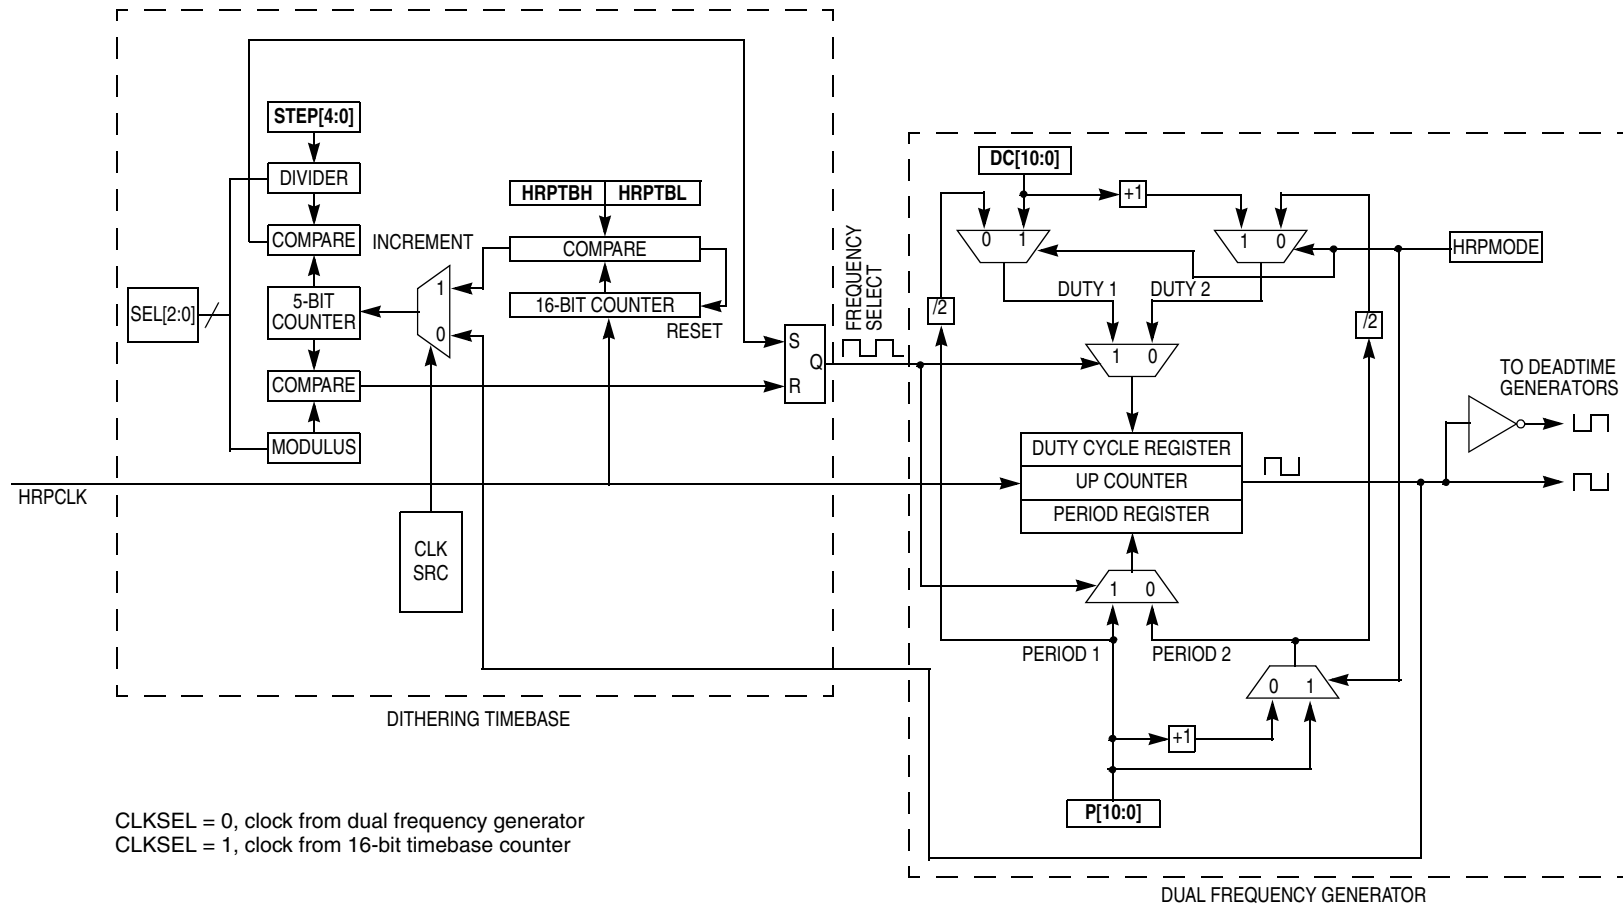 STEP[4:0]
DIVIDER
COMPARE
INCREMENT
5-BIT
COUNTER
SEL[2:0]
COMPARE
MODULUS
1
0
HRPTBH
HRPTBL
COMPARE
16-BIT COUNTER
RESET
HRPCLK
CLK
SRC
S
Q
R
FREQUENCY
SELECT
DITHERING TIMEBASE
DC[10:0]
+1
0 1
1 0
HRPMODE
DUTY 1
DUTY 2
/2
/2
1 0
DUTY CYCLE REGISTER
UP COUNTER
PERIOD REGISTER
TO DEADTIME
GENERATORS
1 0
PERIOD 1
PERIOD 2
0 1
+1
P[10:0]
CLKSEL = 0, clock from dual frequency generator
CLKSEL = 1, clock from 16-bit timebase counter
DUAL FREQUENCY GENERATOR